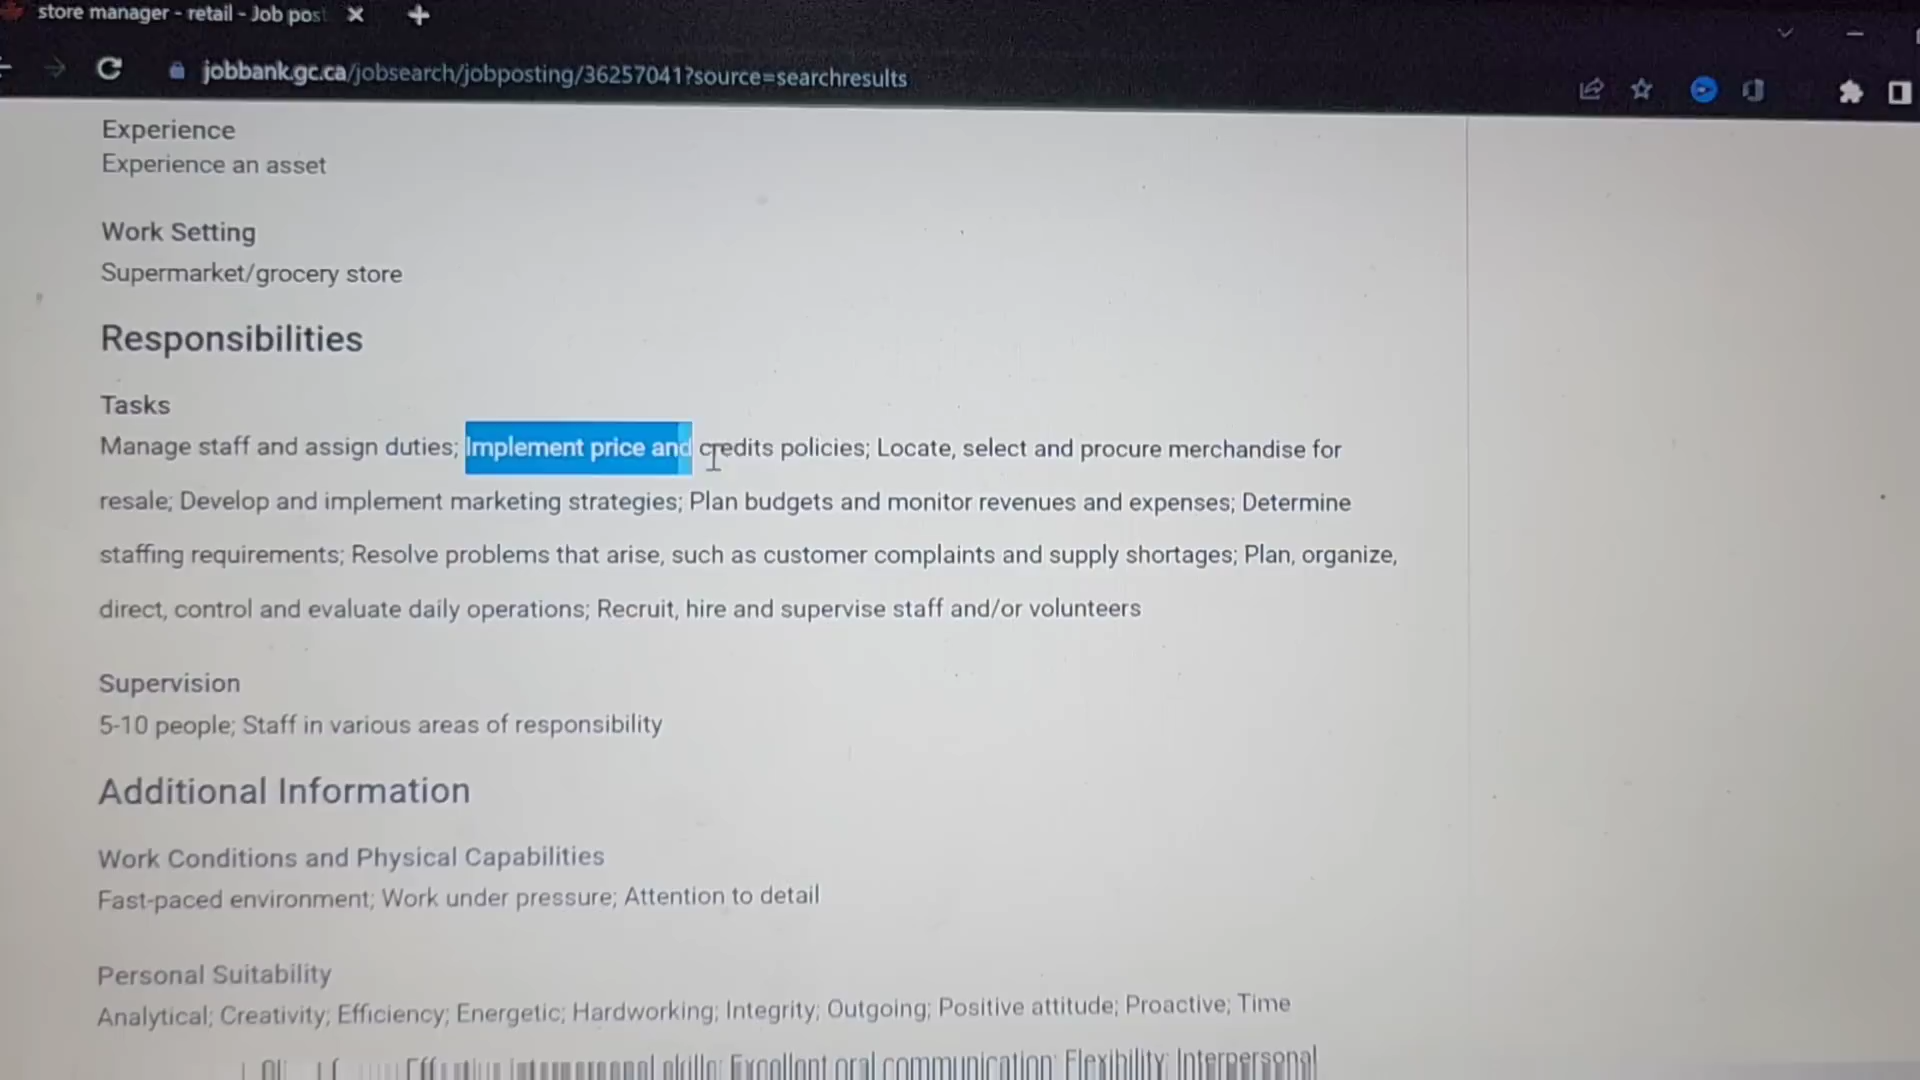 store manager - retail - Job post
jobbank.gc.ca/jobsearch/jobposting/36257041?source=searchresults
Experience
Experience an asset
Work Setting
Supermarket/grocery store
Responsibilities
Tasks
Manage staff and assign duties; Implement price and credits policies; Locate, select and procure merchandise for
resale; Develop and implement marketing strategies; Plan budgets and monitor revenues and expenses; Determine
staffing requirements; Resolve problems that arise, such as customer complaints and supply shortages; Plan, organize,
direct, control and evaluate daily operations; Recruit, hire and supervise staff and/or volunteers
Supervision
5-10 people; Staff in various areas of responsibility
Additional Information
Work Conditions and Physical Capabilities
Fast-paced environment; Work under pressure; Attention to detail
Personal Suitability
Analytical; Creativity; Efficiency; Energetic; Hardworking; Integrity; Outgoing; Positive attitude; Proactive; Time
Effective interpersonal skills; Excellent oral communication; Flexibility; Interpersonal